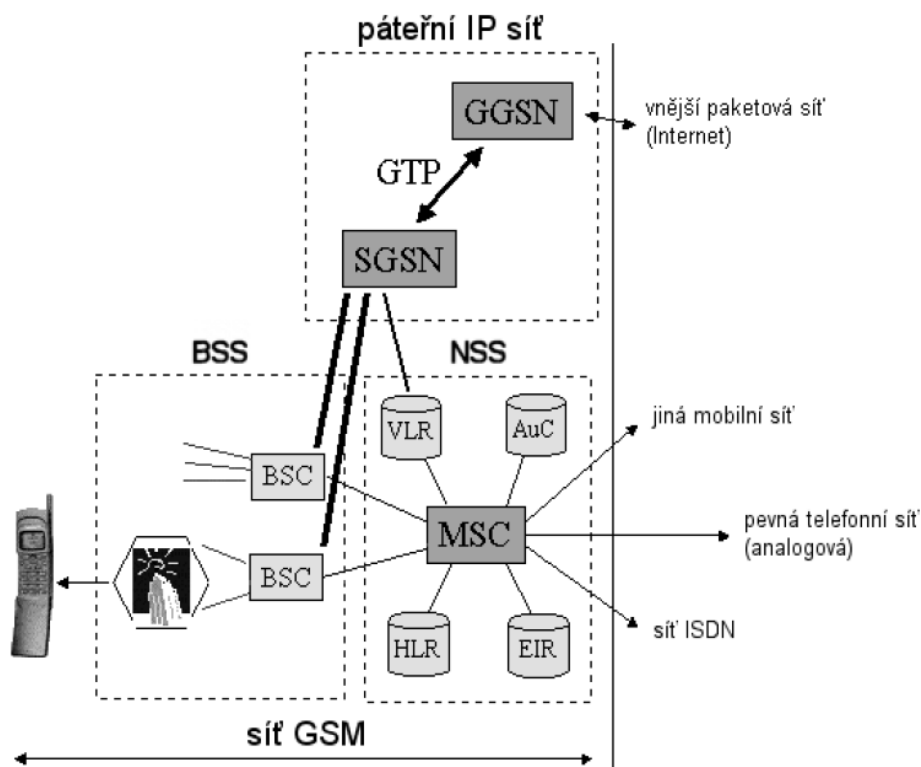 páteřní IP síť
GGSN
vnější paketová síť
(Internet)
GTP
SGSN
BSS
NSS
VLR
AuC
jiná mobilní síť
BSC
MSC
pevná telefonní síť
(analogová)
BSC
HLR
EIR
síť ISDN
síť GSM